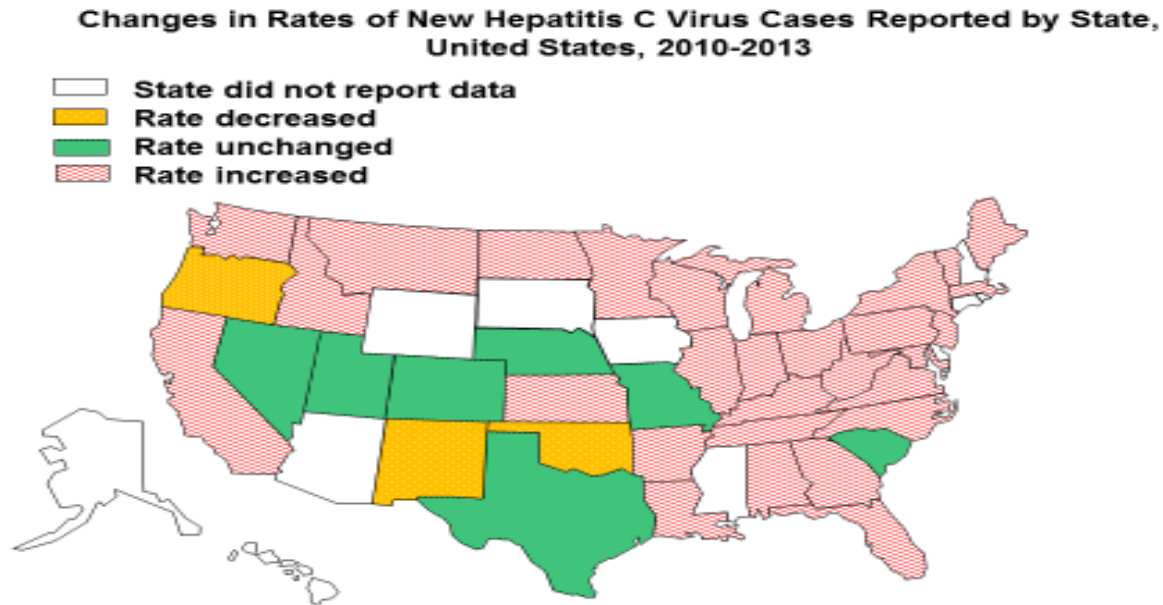 Changes in Rates of New Hepatitis C Virus Cases Reported by State,
United States, 2010-2013
State did not report data
Rate decreased
Rate unchanged
Rate increased